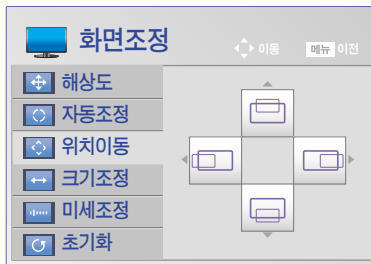 화면조정
이동 메뉴 이전
해상도
자동조정
위치이동
크기조정
미세조정
초기화